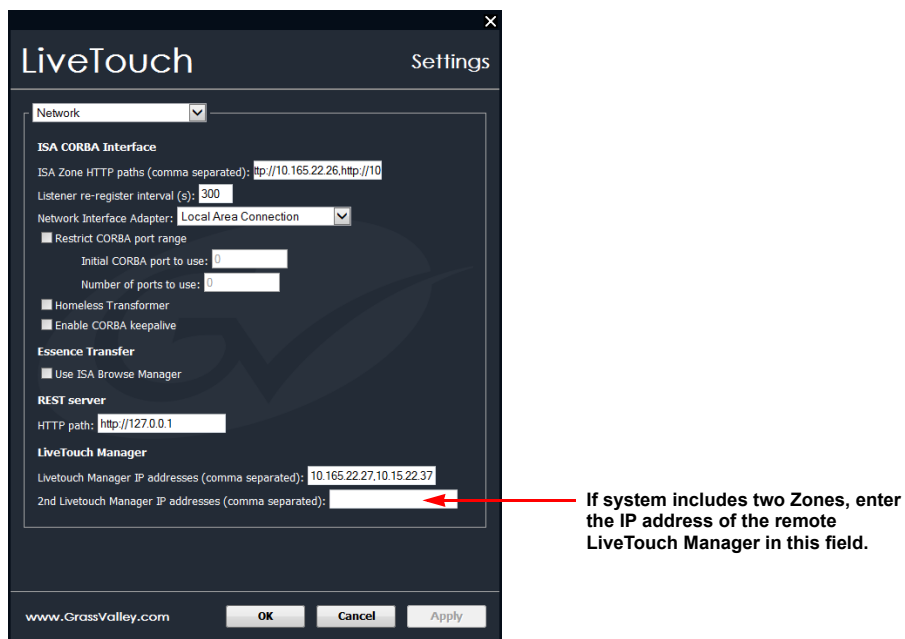 LiveTouch Settings
Network
ISA CORBA Interface
ISA Zone HTTP paths (comma separated): ttp://10.165.22.26,http://10
Listener re-register interval (s): 300
Network Interface Adapter: Local Area Connection
Restrict CORBA port range
Initial CORBA port to use: 0
Number of ports to use: 0
Homeless Transformer
Enable CORBA keepalive
Essence Transfer
Use ISA Browse Manager
REST server
HTTP path: http://127.0.0.1
LiveTouch Manager
Livetouch Manager IP addresses (comma separated): 10.165.22.27,10.15.22.37
2nd Livetouch Manager IP addresses (comma separated):
If system includes two Zones, enter
the IP address of the remote
LiveTouch Manager in this field.
www.GrassValley.com OK Cancel Apply